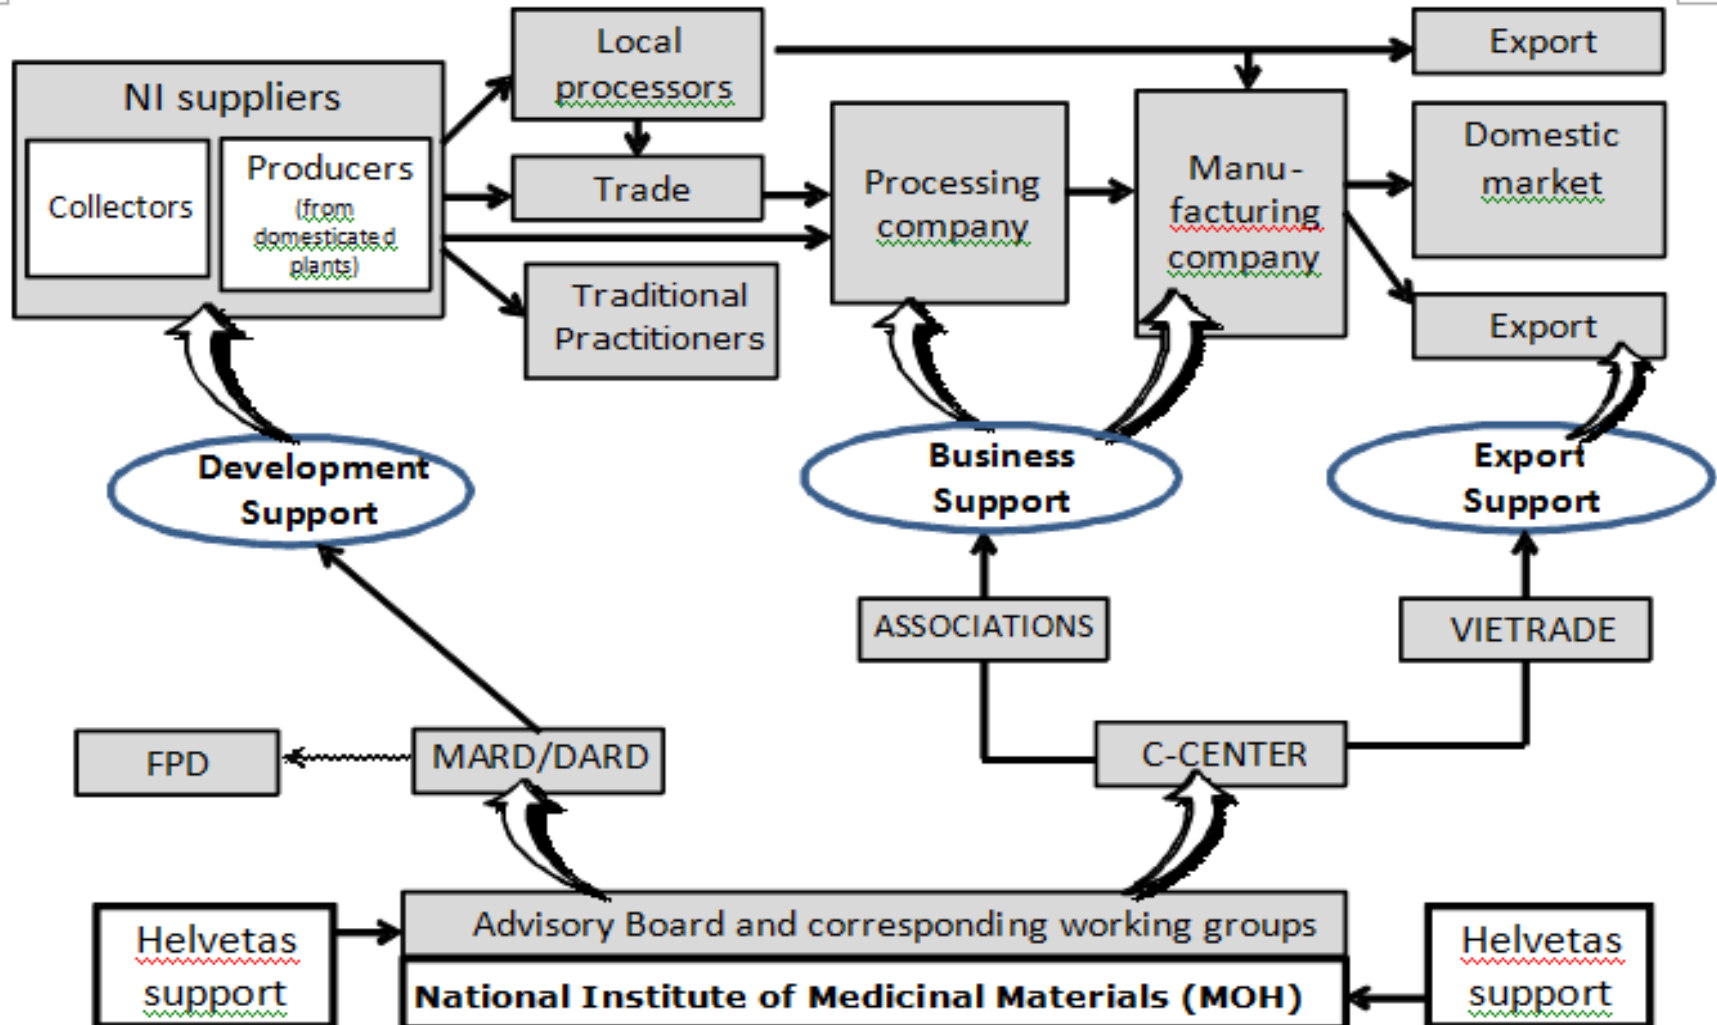 Local
processors
Export
NI suppliers
Collectors
Producers
(from
domesticated
plants)
Trade
Traditional
Practitioners
Processing
company
Manu-
facturing
company
Domestic
market
Export
Development
Support
Business
Support
Export
Support
ASSOCIATIONS
VIETRADE
FPD
MARD/DARD
C-CENTER
Helvetas
support
Advisory Board and corresponding working groups
National Institute of Medicinal Materials (MOH)
Helvetas
support